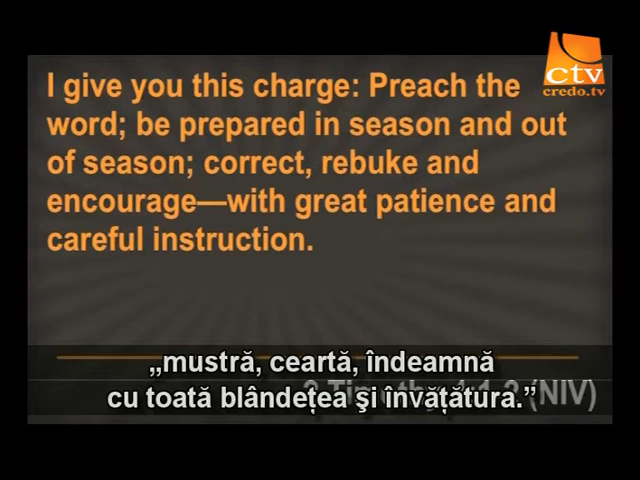 ctv
credo.tv
I give you this charge: Preach the
word; be prepared in season and out
of season; correct, rebuke and
encourage—with great patience and
careful instruction.
„mustră, ceartă, îndeamnă
cu toată blândețea şi învățătura.”
(NIV)